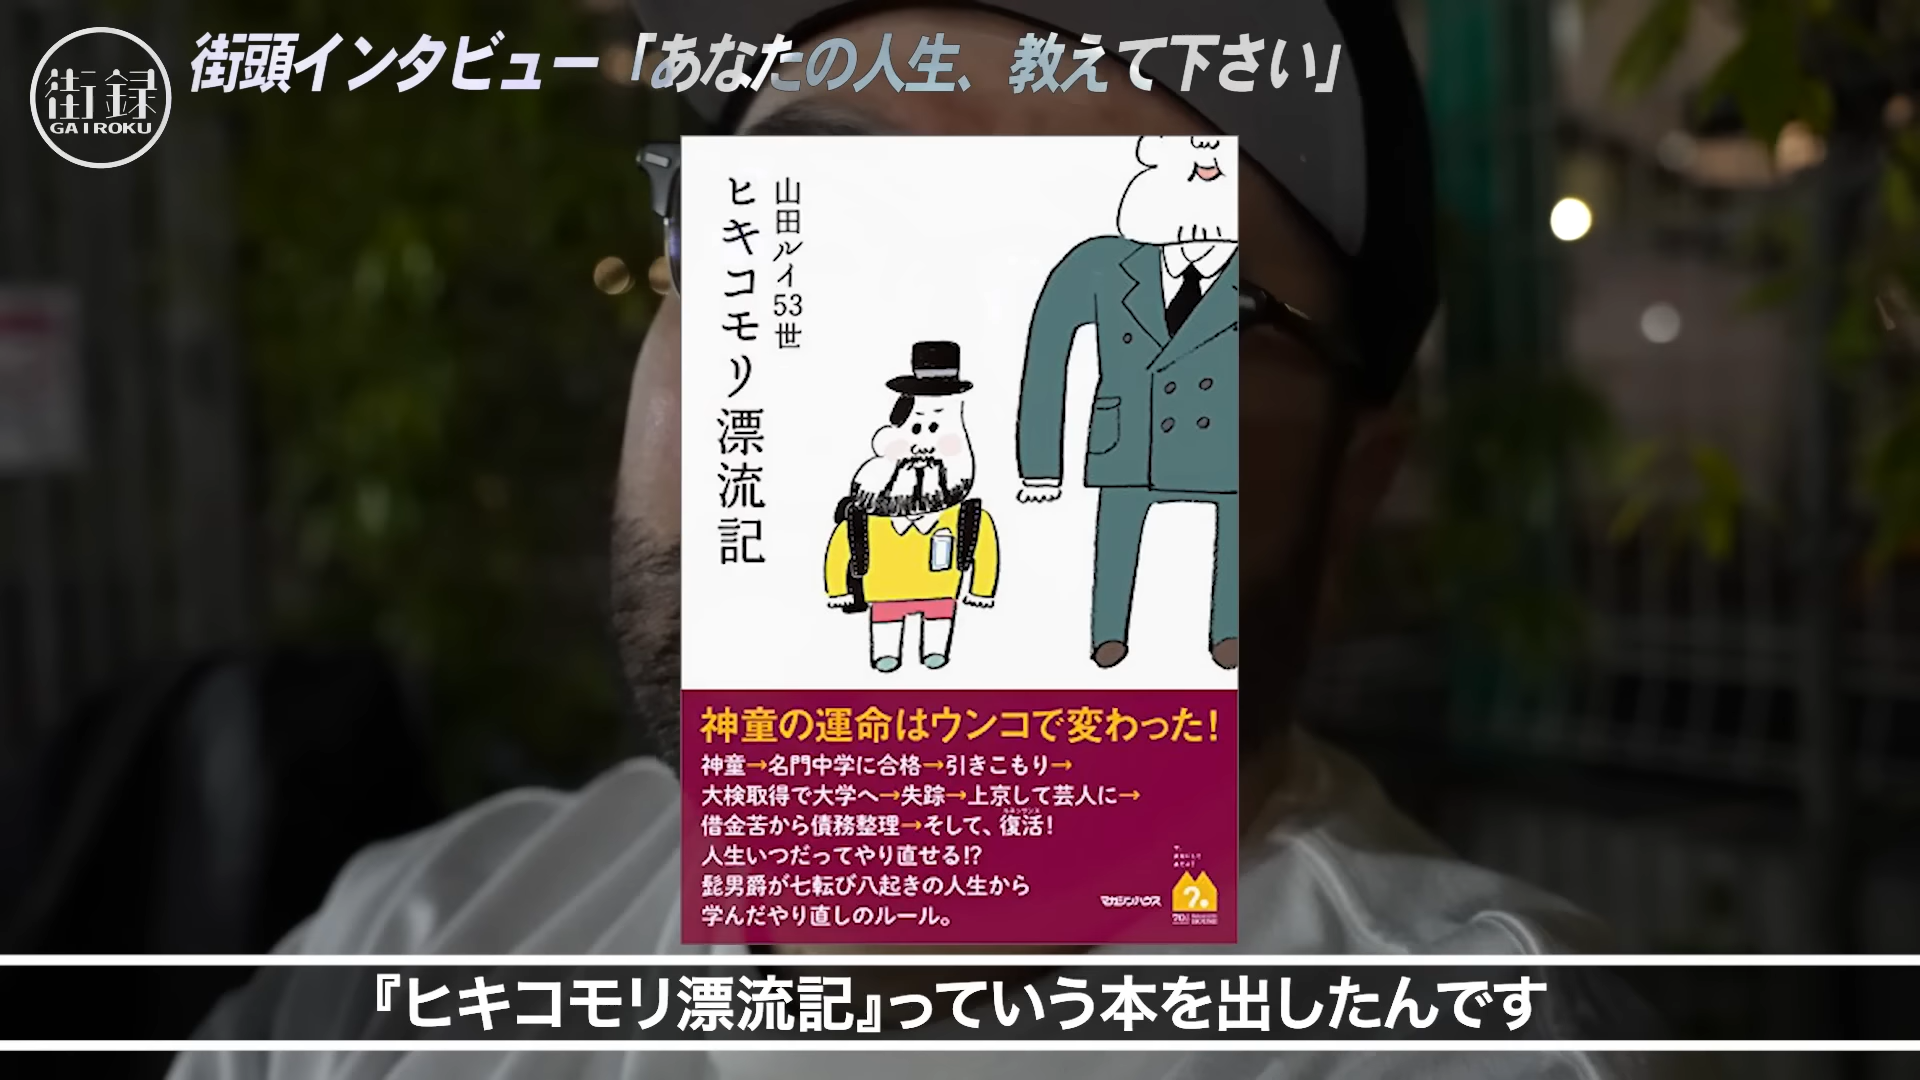 街録
GAIROKU
街頭インタビュー「あなたの人生、教えて下さい」
山田ルイ53世
ヒキコモリ漂流記
神童の運命はウンコで変わった!
神童→名門中学に合格→引きこもり→
大検取得で大学へ→失踪→上京して芸人に→
借金苦から債務整理→そして、復活!
ルネッサンス
人生いつだってやり直せる!?
髭男爵が七転び八起きの人生から
学んだやり直しのルール。
マガジンハウス
?
70th
『ヒキコモリ漂流記』っていう本を出したんです